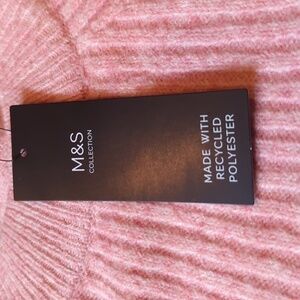 M&S
COLLECTION
MADE WITH
RECYCLED
POLYESTER